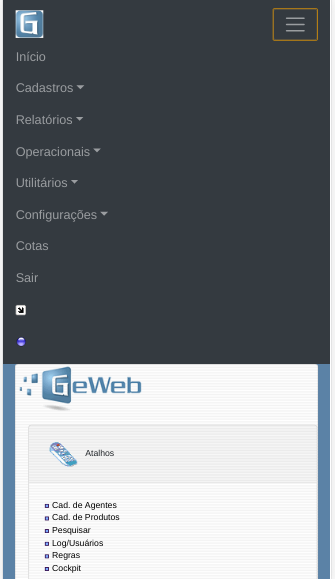 G
Início
Cadastros
Relatórios
Operacionais
Utilitários
Configurações
Cotas
Sair
GeWeb
Atalhos
Cad. de Agentes
Cad. de Produtos
Pesquisar
Log/Usuários
Regras
Cockpit